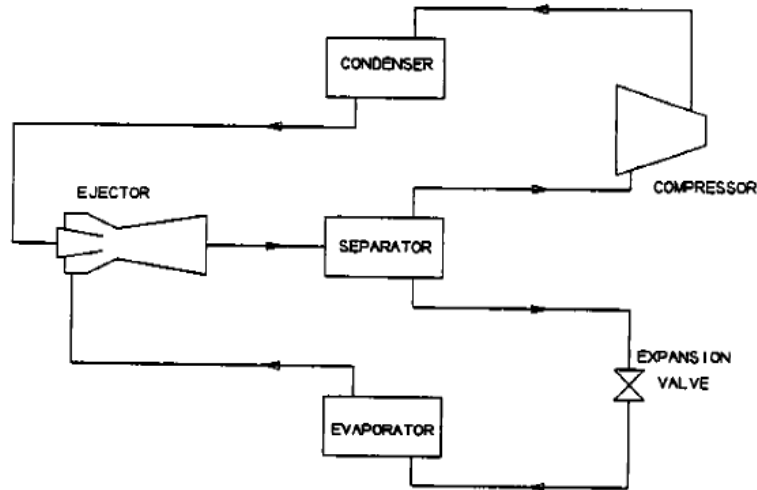 CONDENSER
EJECTOR
COMPRESSOR
SEPARATOR
EXPANSION
VALVE
EVAPORATOR